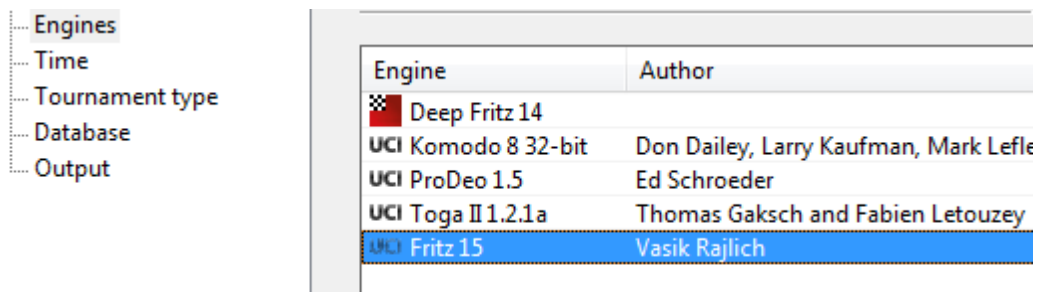 Engines
Time
Tournament type
Database
Output
Engine Author
Deep Fritz 14
UCI Komodo 8 32-bit Don Dailey, Larry Kaufman, Mark Lefle
UCI ProDeo 1.5 Ed Schroeder
UCI Toga II 1.2.1a Thomas Gaksch and Fabien Letouzey
UCI Fritz 15 Vasik Rajlich